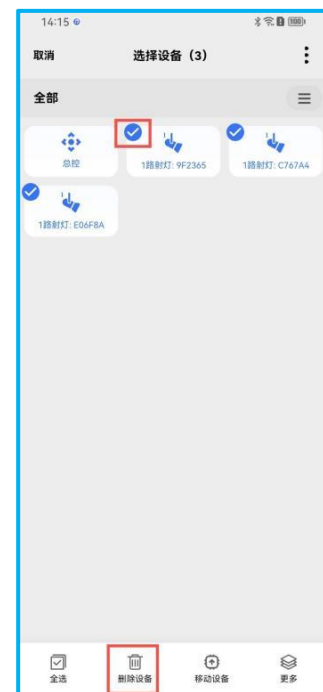 14:15
100
取消 选择设备（3）
全部
总控
1路射灯: 9F2365
1路射灯: C767A4
1路射灯: E06F8A
全选 删除设备 移动设备 更多